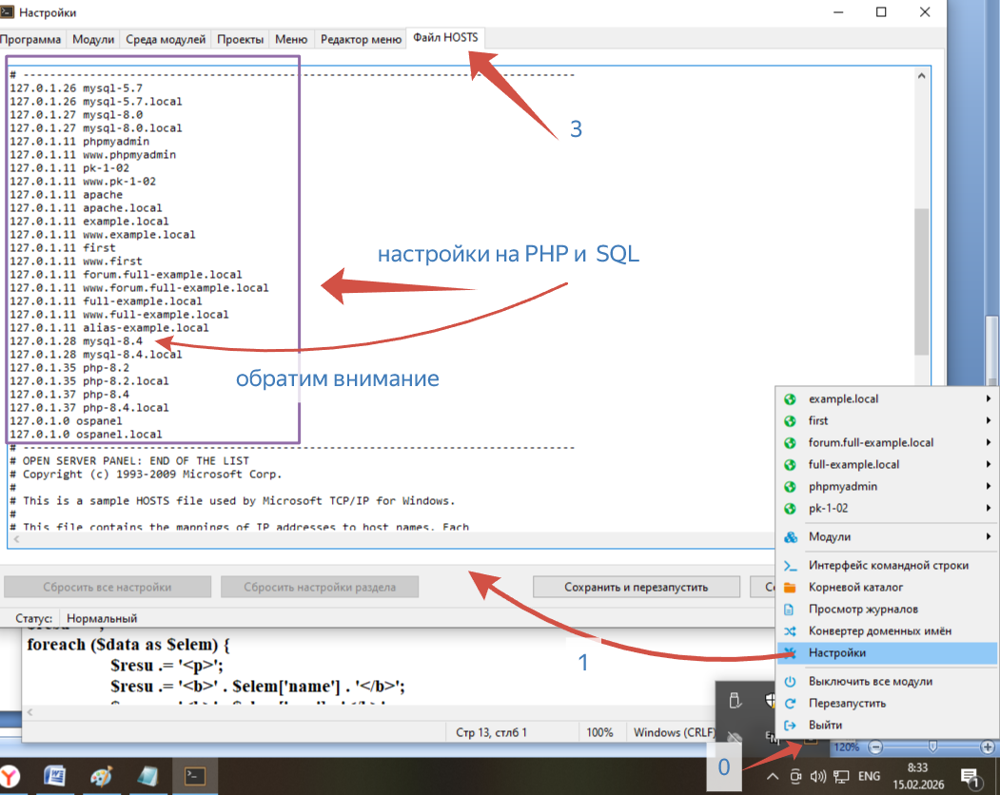 Настройки
Программа Модули Среда модулей Проекты Меню Редактор меню Файл HOSTS
# ---------------------------------------------------------------------------------
127.0.1.26 mysql-5.7
127.0.1.26 mysql-5.7.local
127.0.1.27 mysql-8.0
127.0.1.27 mysql-8.0.local
127.0.1.11 phpmyadmin
127.0.1.11 www.phpmyadmin
127.0.1.11 pk-1-02
127.0.1.11 www.pk-1-02
127.0.1.11 apache
127.0.1.11 apache.local
127.0.1.11 example.local
127.0.1.11 www.example.local
127.0.1.11 first
127.0.1.11 www.first
127.0.1.11 forum.full-example.local
127.0.1.11 www.forum.full-example.local
127.0.1.11 full-example.local
127.0.1.11 www.full-example.local
127.0.1.11 alias-example.local
127.0.1.28 mysql-8.4
127.0.1.28 mysql-8.4.local
127.0.1.35 php-8.2
127.0.1.35 php-8.2.local
127.0.1.37 php-8.4
127.0.1.37 php-8.4.local
127.0.1.0 ospanel
127.0.1.0 ospanel.local
# ---------------------------------------------------------------------------------
# OPEN SERVER PANEL: END OF THE LIST
# Copyright (c) 1993-2009 Microsoft Corp.
#
# This is a sample HOSTS file used by Microsoft TCP/IP for Windows.
#
# This file contains the mappings of IP addresses to host names. Each
3
настройки на PHP и SQL
обратим внимание
Сбросить все настройки Сбросить настройки раздела Сохранить и перезапустить
Статус: Нормальный
foreach ($data as $elem) {
$resu .= '<p>';
$resu .= '<b>' . $elem['name'] . '</b>';
Стр 13, стлб 1 100% Windows (CRLF)
1
example.local
first
forum.full-example.local
full-example.local
phpmyadmin
pk-1-02
Модули
Интерфейс командной строки
Корневой каталог
Просмотр журналов
Конвертер доменных имён
Настройки
Выключить все модули
Перезапустить
Выйти
120%
0
ENG
8:33
15.02.2026
1